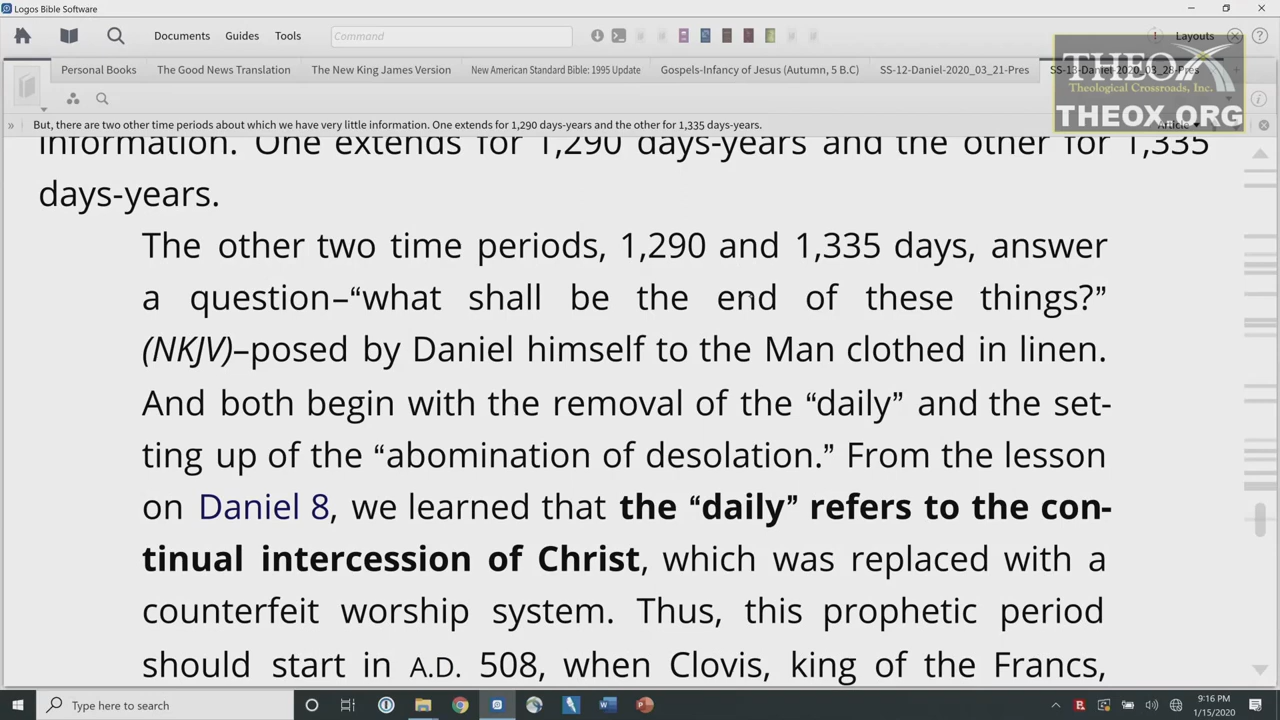 Logos Bible Software
Documents Guides Tools Command Layouts
THEOX
Theological Crossroads, Inc.
THEOX.ORG
Personal Books The Good News Translation The New American Standard Bible: 1995 Update Gospels-Infancy of Jesus (Autumn, 5 B.C) SS-12-Daniel-2020_03_21-Pres SS-13-Daniel-2020_03_28-Pres
But, there are two other time periods about which we have very little information. One extends for 1,290 days-years and the other for 1,335 days-years.
information. One extends for 1,290 days-years and the other for 1,335
days-years.
The other two time periods, 1,290 and 1,335 days, answer
a question–“what shall be the end of these things?”
(NKJV)–posed by Daniel himself to the Man clothed in linen.
And both begin with the removal of the “daily” and the set-
ting up of the “abomination of desolation.” From the lesson
on Daniel 8, we learned that the “daily” refers to the con-
tinual intercession of Christ, which was replaced with a
counterfeit worship system. Thus, this prophetic period
should start in A.D. 508, when Clovis, king of the Francs,
Type here to search
9:16 PM
1/15/2020